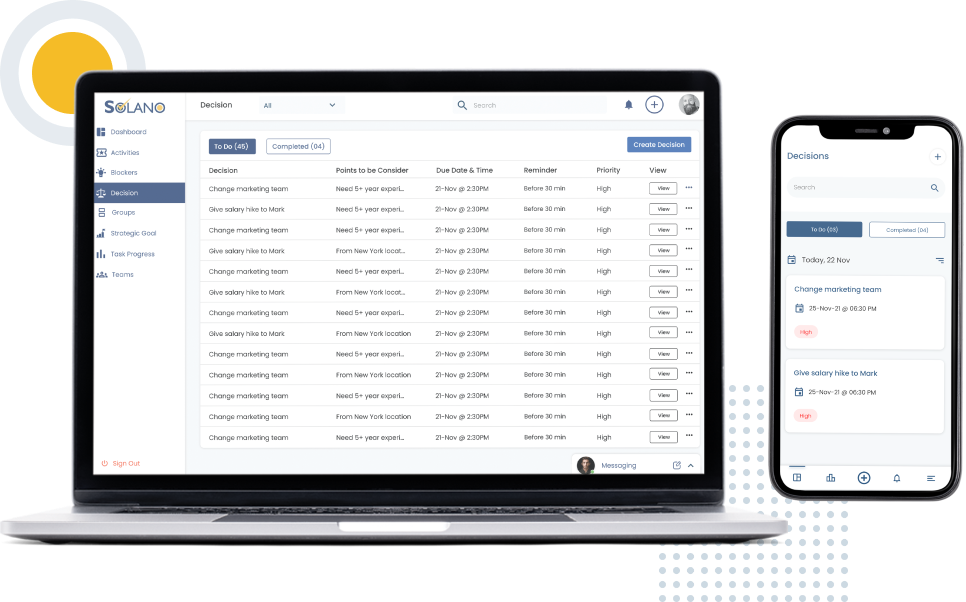 SOLANO
Decision All Search
Dashboard
Activities
Blockers
Decision
Groups
Strategic Goal
Task Progress
Teams
Sign Out
To Do (45) Completed (04) Create Decision
Decision Points to be Consider Due Date & Time Reminder Priority View
Change marketing team Need 5+ year experi... 21-Nov @ 2:30PM Before 30 min High View
Give salary hike to Mark Need 5+ year experi... 21-Nov @ 2:30PM Before 30 min High View
Change marketing team Need 5+ year experi... 21-Nov @ 2:30PM Before 30 min High View
Give salary hike to Mark From New York locat... 21-Nov @ 2:30PM Before 30 min High View
Change marketing team Need 5+ year experi... 21-Nov @ 2:30PM Before 30 min High View
Give salary hike to Mark From New York locat... 21-Nov @ 2:30PM Before 30 min High View
Change marketing team Need 5+ year experi... 21-Nov @ 2:30PM Before 30 min High View
Give salary hike to Mark From New York location 21-Nov @ 2:30PM Before 30 min High View
Change marketing team Need 5+ year experi... 21-Nov @ 2:30PM Before 30 min High View
Change marketing team From New York location 21-Nov @ 2:30PM Before 30 min High View
Change marketing team Need 5+ year experi... 21-Nov @ 2:30PM Before 30 min High View
Change marketing team From New York location 21-Nov @ 2:30PM Before 30 min High View
Change marketing team Need 5+ year experi... 21-Nov @ 2:30PM Before 30 min High View
Messaging
Decisions
Search
To Do (03) Completed (04)
Today, 22 Nov
Change marketing team
25-Nov-21 @ 06:30 PM
High
Give salary hike to Mark
25-Nov-21 @ 06:30 PM
High